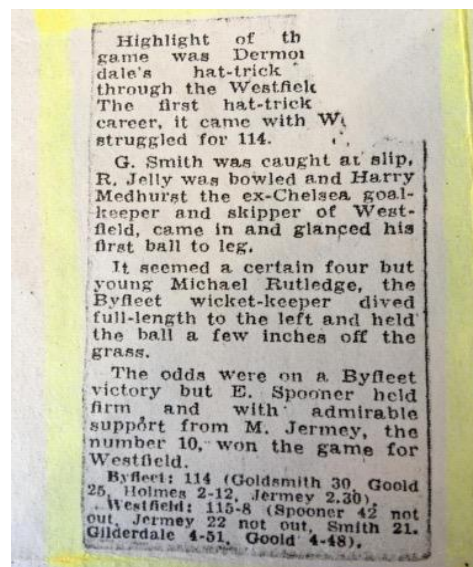 Highlight of th
game was Dermot
dale's hat-trick
through the Westfiel
The first hat-trick
career, it came with W
struggled for 114.
G. Smith was caught at slip,
R. Jelly was bowled and Harry
Medhurst the ex-Chelsea goal-
keeper and skipper of West-
field, came in and glanced his
first ball to leg.
It seemed a certain four but
young Michael Rutledge, the
Byfleet wicket-keeper dived
full-length to the left and held
the ball a few inches off the
grass.
The odds were on a Byfleet
victory but E. Spooner held
firm and with admirable
support from M. Jermey, the
number 10, won the game for
Westfield.
Byfleet: 114 (Goldsmith 30, Goold
25, Holmes 2-12, Jermey 2.30).
Westfield: 115-8 (Spooner 42 not
out, Jermey 22 not out, Smith 21.
Gilderdale 4-51, Goold 4-48).